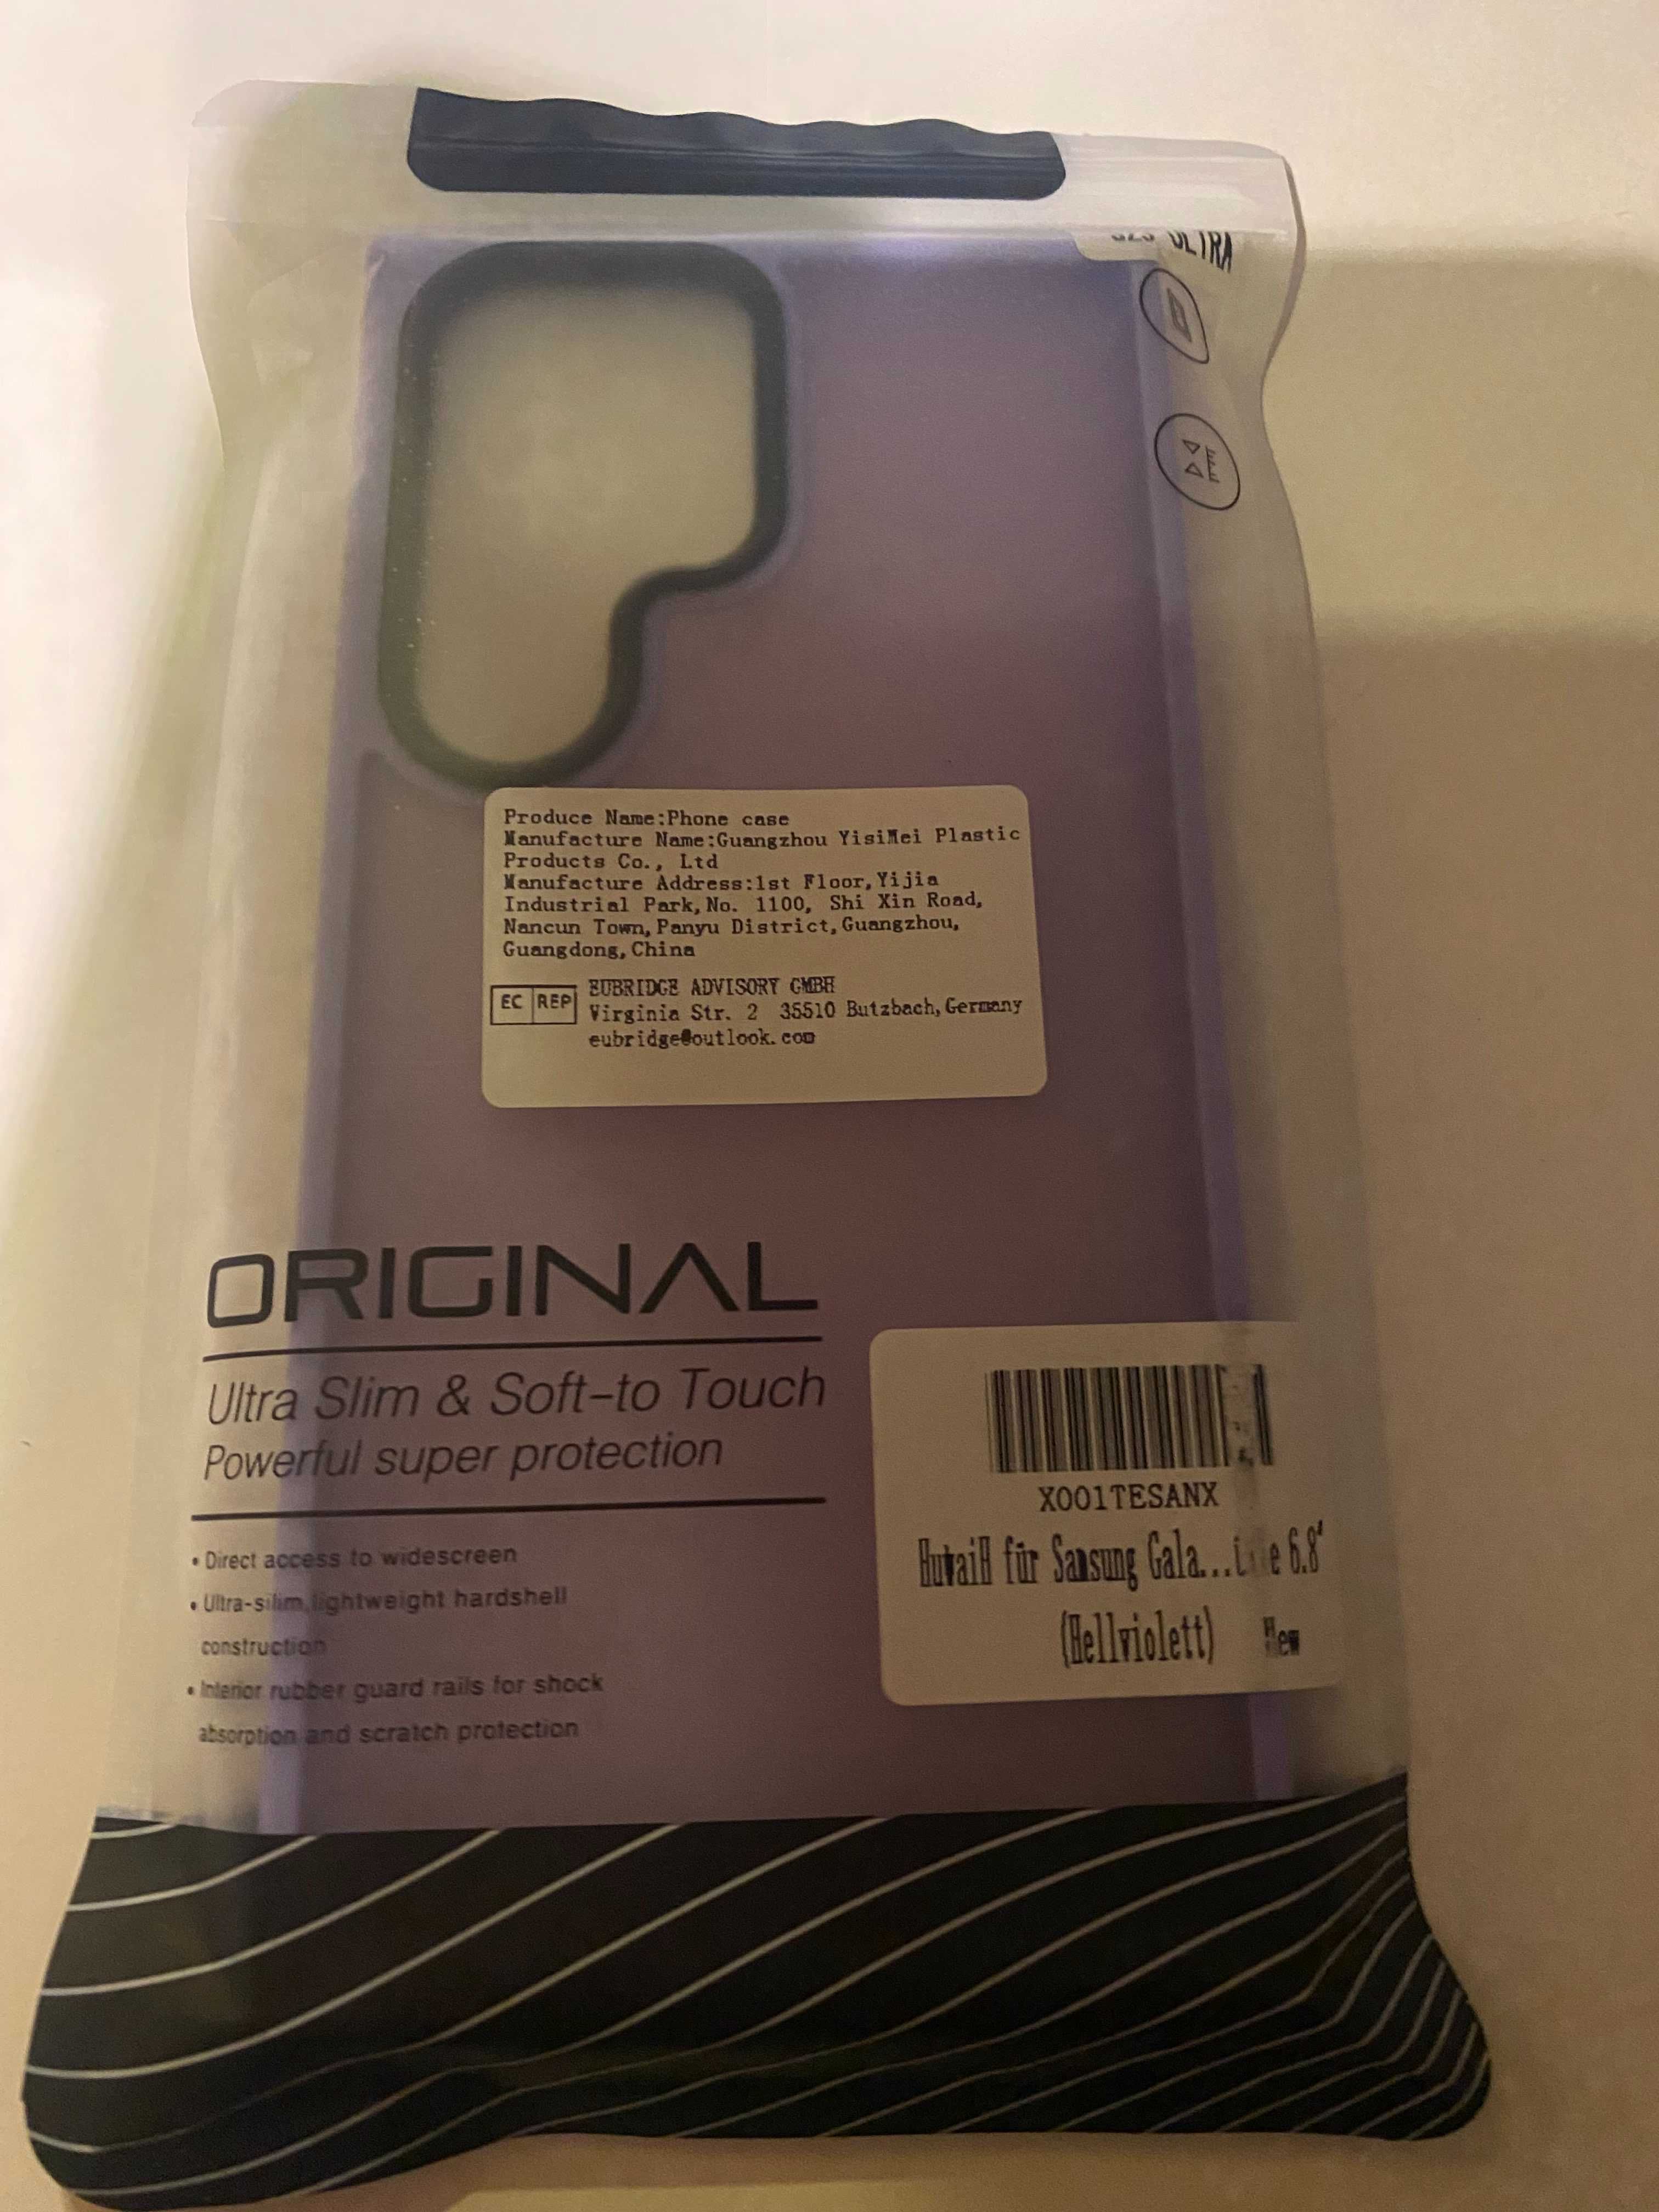 ULTRA
Produce Name:Phone case
Manufacture Name:Guangzhou YisiMei Plastic
Products Co., Ltd
Manufacture Address:1st Floor,Yijia
Industrial Park,No. 1100, Shi Xin Road,
Nancun Town,Panyu District,Guangzhou,
Guangdong,China
EC REP
EUBRIDGE ADVISORY GMBH
Virginia Str. 2 35510 Butzbach,Germany
eubridge@outlook.com
ORIGINAL
Ultra Slim & Soft-to Touch
Powerful super protection
• Direct access to widescreen
• Ultra-silim,lightweight hardshell
construction
• Interior rubber guard rails for shock
absorption and scratch protection
X001TESANX
für Samsung Gala... 6.8"
(Hellviolett) New